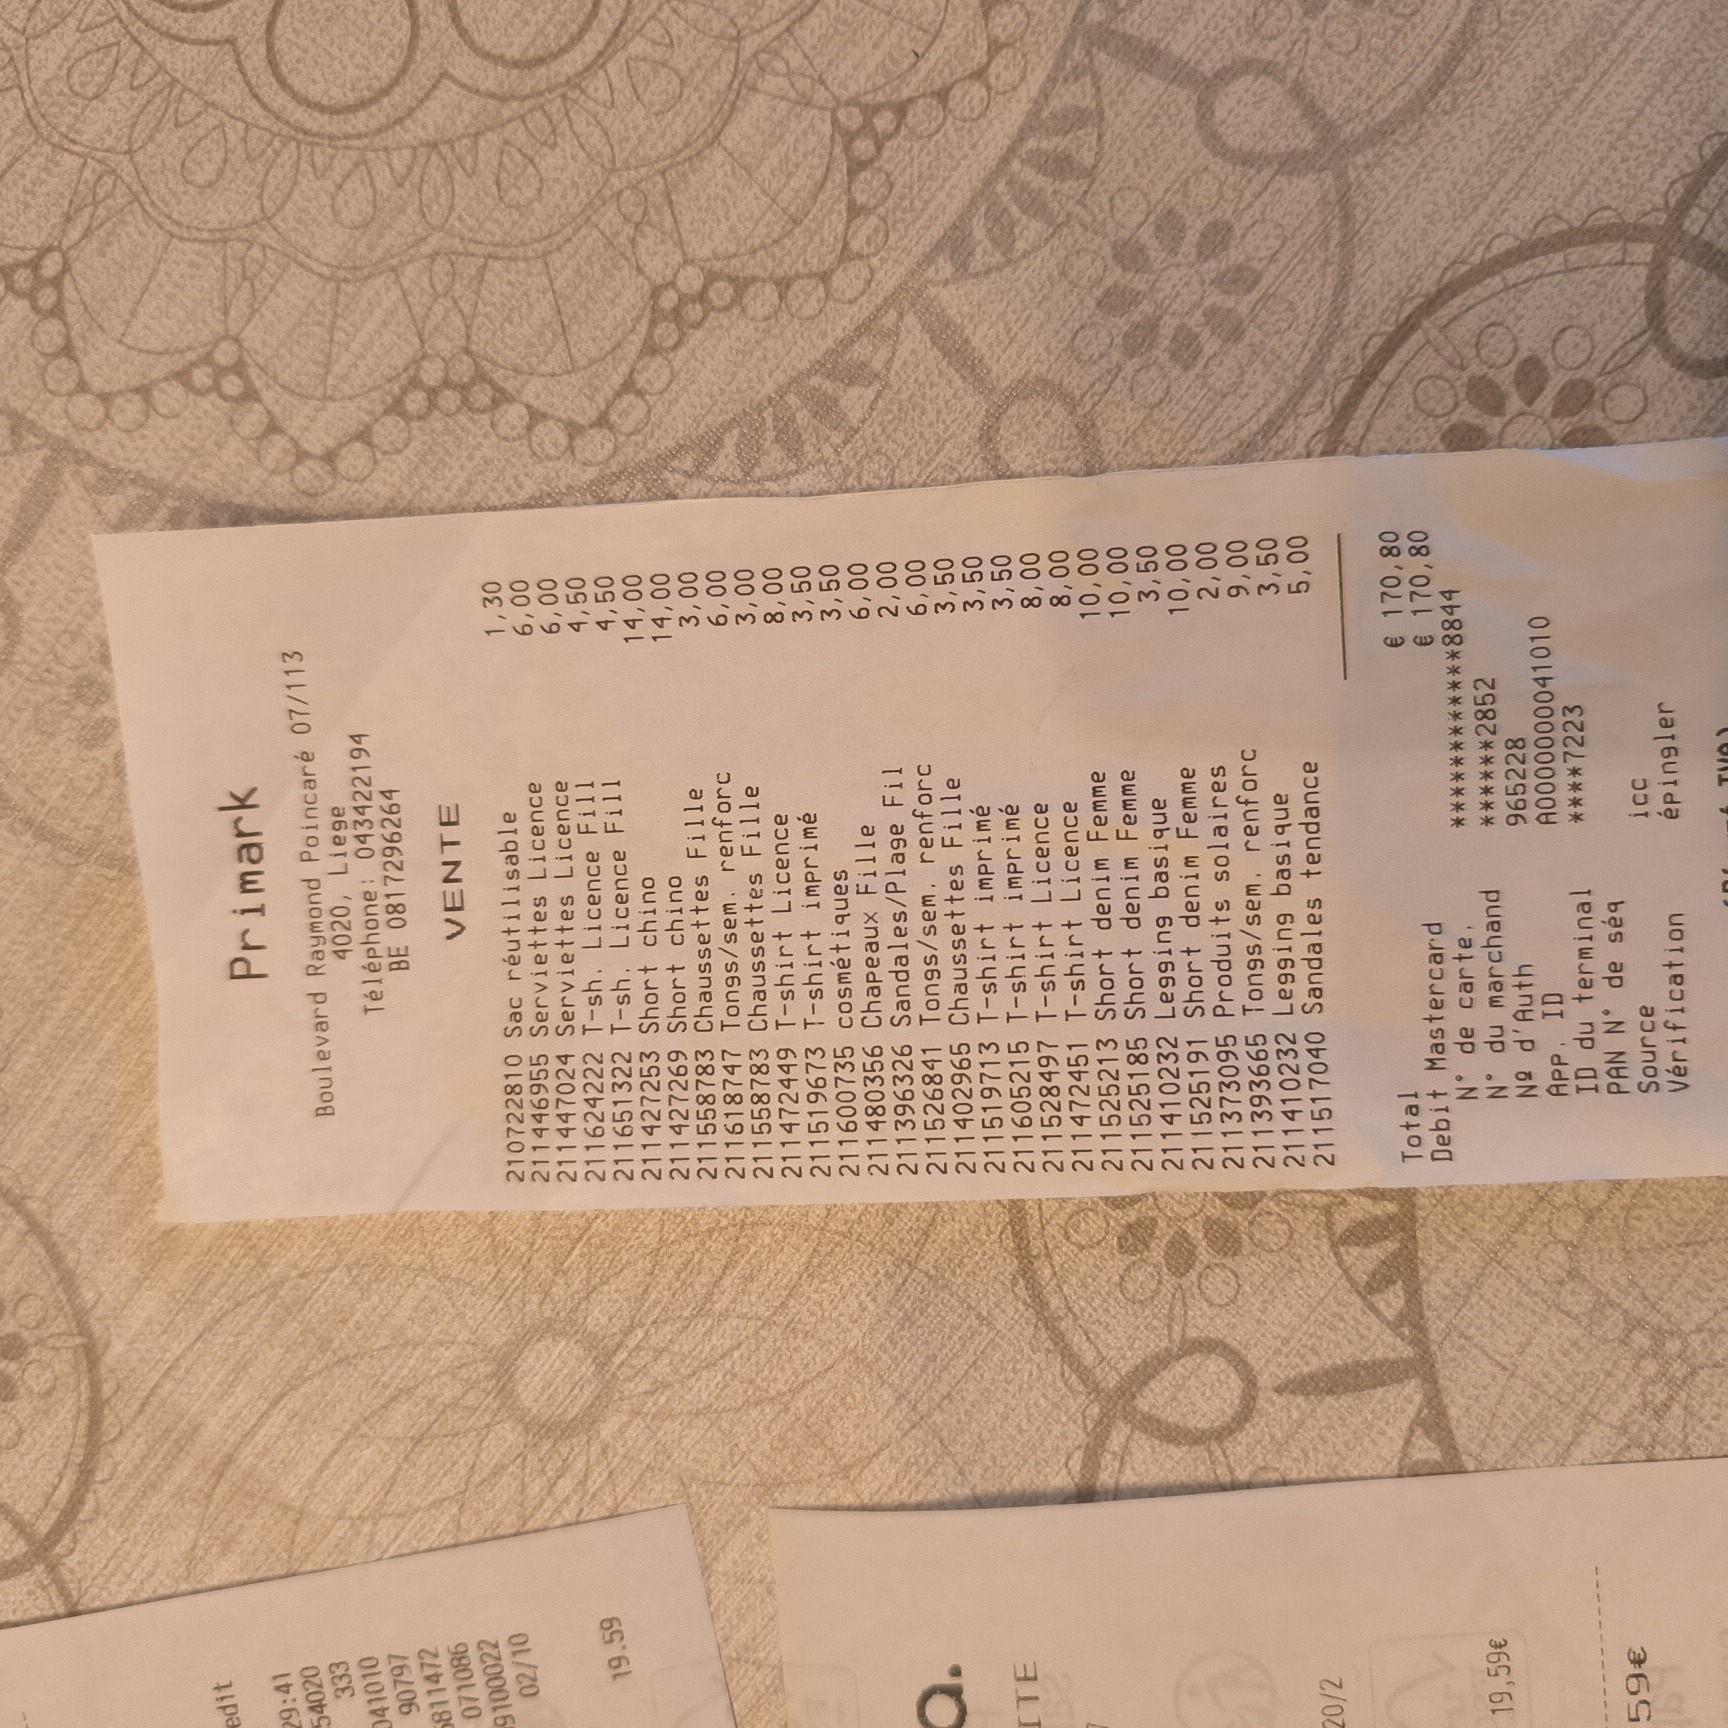 Primark
Boulevard Raymond Poincaré 07/113
4020, Liege
Téléphone: 043422194
BE 0817296264
VENTE
210722810 Sac réutilisable 1,30
211446955 Serviettes Licence 6,00
211447024 Serviettes Licence 6,00
211624222 T-sh. Licence Fill 4,50
211651322 T-sh. Licence Fill 4,50
211427253 Short chino 14,00
211427269 Short chino 14,00
211558783 Chaussettes Fille 3,00
211618747 Tongs/sem. renforc 6,00
211558783 Chaussettes Fille 3,00
211472449 T-shirt Licence 8,00
211519673 T-shirt imprimé 3,50
211600735 cosmétiques 3,50
211480356 Chapeaux Fille 6,00
211396326 Sandales/Plage Fil 2,00
211526841 Tongs/sem. renforc 6,00
211402965 Chaussettes Fille 3,50
211519713 T-shirt imprimé 3,50
211605215 T-shirt imprimé 3,50
211528497 T-shirt Licence 8,00
211472451 T-shirt Licence 8,00
211525213 Short denim Femme 10,00
211525185 Short denim Femme 10,00
211410232 Legging basique 3,50
211525191 Short denim Femme 10,00
211373095 Produits solaires 2,00
211393665 Tongs/sem. renforc 9,00
211410232 Legging basique 3,50
211517040 Sandales tendance 5,00
Total € 170,80
Debit Mastercard € 170,80
N° de carte. ************8844
N° du marchand ******2852
Nº d'Auth 965228
App. ID A0000000041010
ID du terminal ****7223
PAN N° de séq
Source icc
Vérification épingler
edit
29:41
54020
333
041010
90797
6811472
071086
9100022
02/10
19.59
a.
ITE
20/2
19,59€
59€